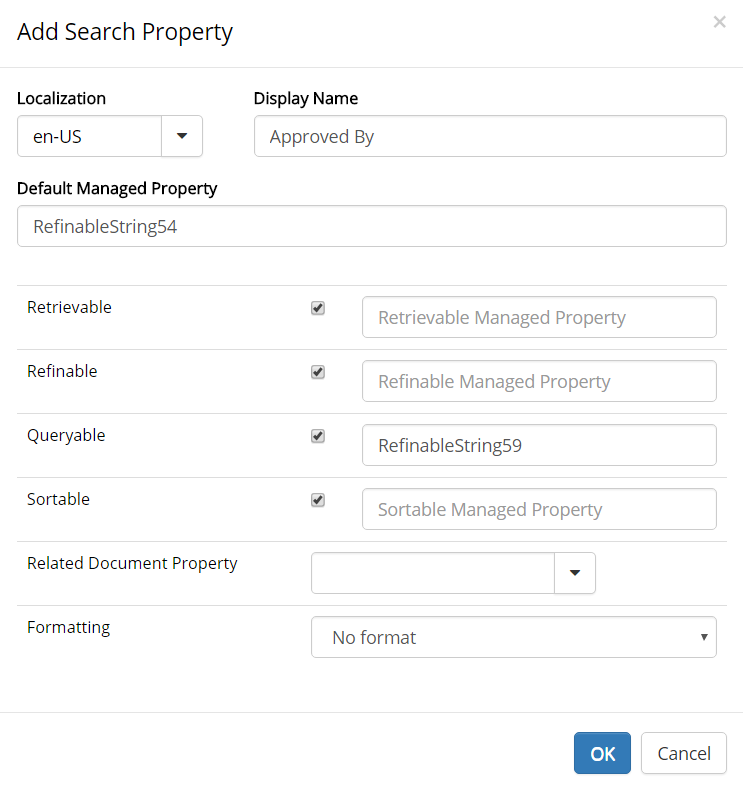 Add Search Property
×
Localization
Display Name
en-US
Approved By
Default Managed Property
RefinableString54
Retrievable
Retrievable Managed Property
Refinable
Refinable Managed Property
Queryable
RefinableString59
Sortable
Sortable Managed Property
Related Document Property
Formatting
No format
OK
Cancel